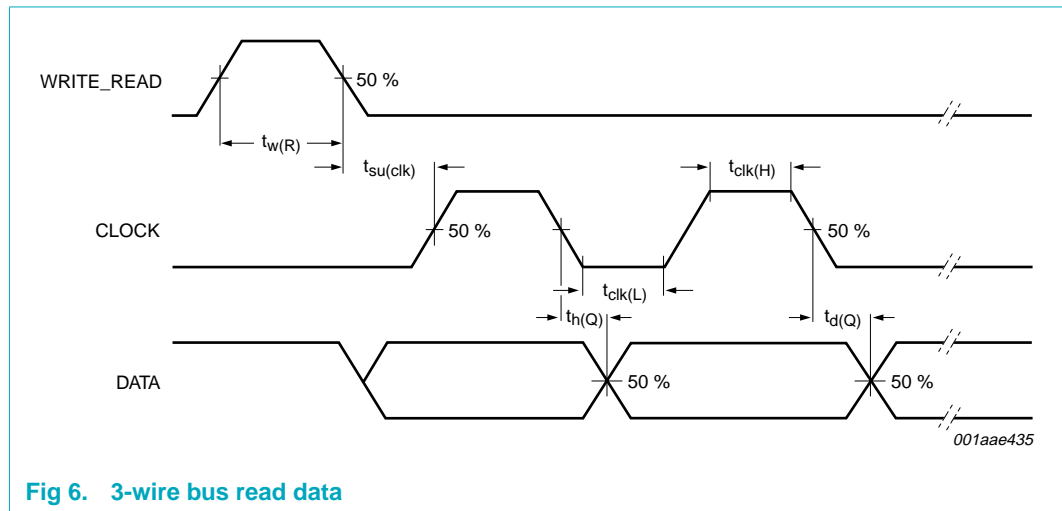 WRITE_READ
50 %
tw(R)
tsu(clk)
tclk(H)
CLOCK
50 %
50 %
tclk(L)
th(Q)
td(Q)
DATA
50 %
50 %
001aae435
Fig 6. 3-wire bus read data